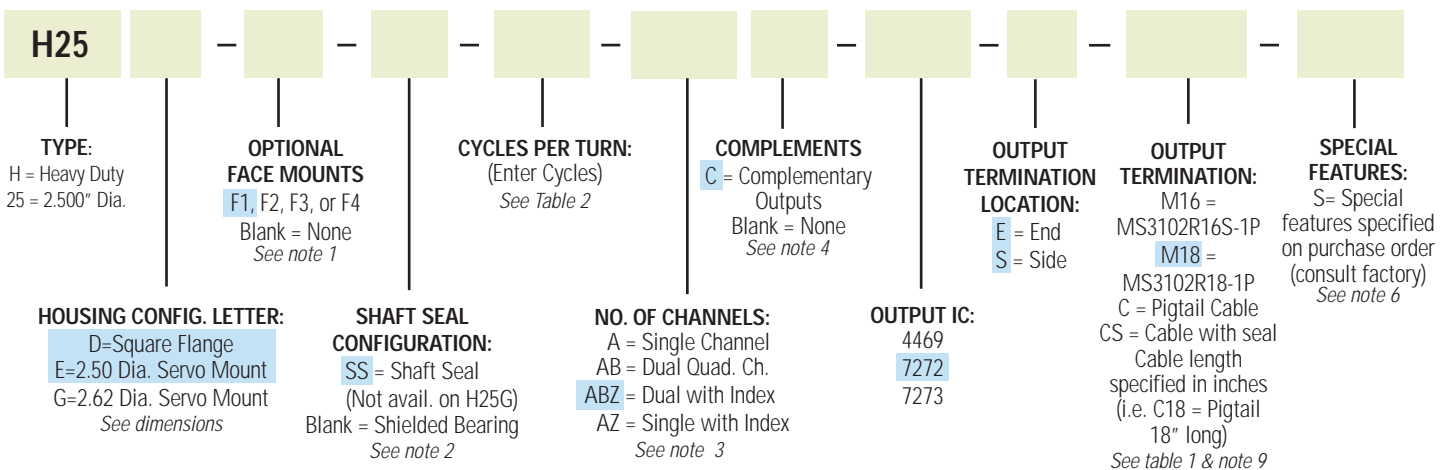 H25 – – – – – – – –
TYPE:
H = Heavy Duty
25 = 2.500" Dia.
OPTIONAL
FACE MOUNTS
F1, F2, F3, or F4
Blank = None
See note 1
CYCLES PER TURN:
(Enter Cycles)
See Table 2
COMPLEMENTS
C = Complementary
Outputs
Blank = None
See note 4
OUTPUT
TERMINATION
LOCATION:
E = End
S = Side
OUTPUT
TERMINATION:
M16 =
MS3102R16S-1P
M18 =
MS3102R18-1P
C = Pigtail Cable
CS = Cable with seal
Cable length
specified in inches
(i.e. C18 = Pigtail
18" long)
See table 1 & note 9
SPECIAL
FEATURES:
S= Special
features specified
on purchase order
(consult factory)
See note 6
HOUSING CONFIG. LETTER:
D=Square Flange
E=2.50 Dia. Servo Mount
G=2.62 Dia. Servo Mount
See dimensions
SHAFT SEAL
CONFIGURATION:
SS = Shaft Seal
(Not avail. on H25G)
Blank = Shielded Bearing
See note 2
NO. OF CHANNELS:
A = Single Channel
AB = Dual Quad. Ch.
ABZ = Dual with Index
AZ = Single with Index
See note 3
OUTPUT IC:
4469
7272
7273